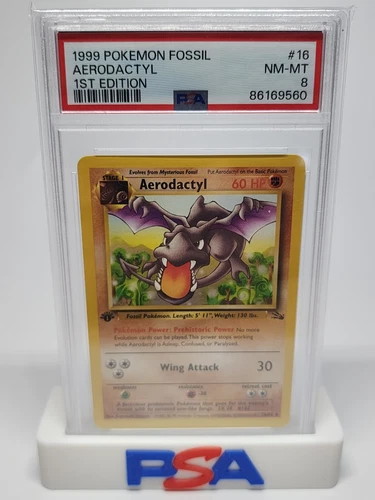 1999 POKEMON FOSSIL #16
AERODACTYL NM-MT
1ST EDITION 8
PSA 86169560
Evolves from Mysterious Fossil Put Aerodactyl on the Basic Pokémon
STAGE 1
Aerodactyl 60 HP
Fossil Pokémon. Length: 5' 11", Weight: 130 lbs.
Pokémon Power: Prehistoric Power No more
Evolution cards can be played. This power stops working
while Aerodactyl is Asleep, Confused, or Paralyzed.
Wing Attack 30
weakness resistance retreat cost
PSA